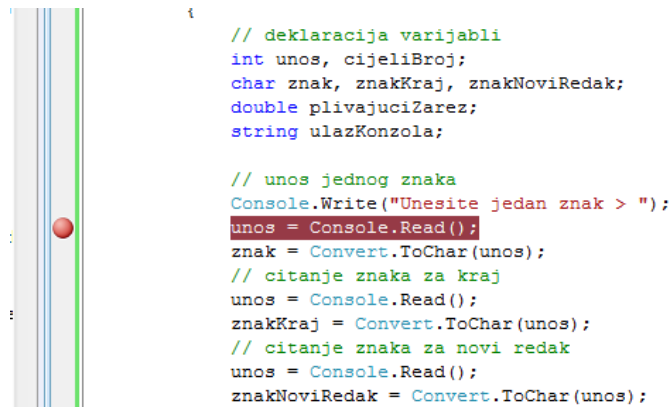 {
// deklaracija varijabli
int unos, cijeliBroj;
char znak, znakKraj, znakNoviRedak;
double plivajuciZarez;
string ulazKonzola;
// unos jednog znaka
Console.Write("Unesite jedan znak > ");
unos = Console.Read();
znak = Convert.ToChar(unos);
// citanje znaka za kraj
unos = Console.Read();
znakKraj = Convert.ToChar(unos);
// citanje znaka za novi redak
unos = Console.Read();
znakNoviRedak = Convert.ToChar(unos);